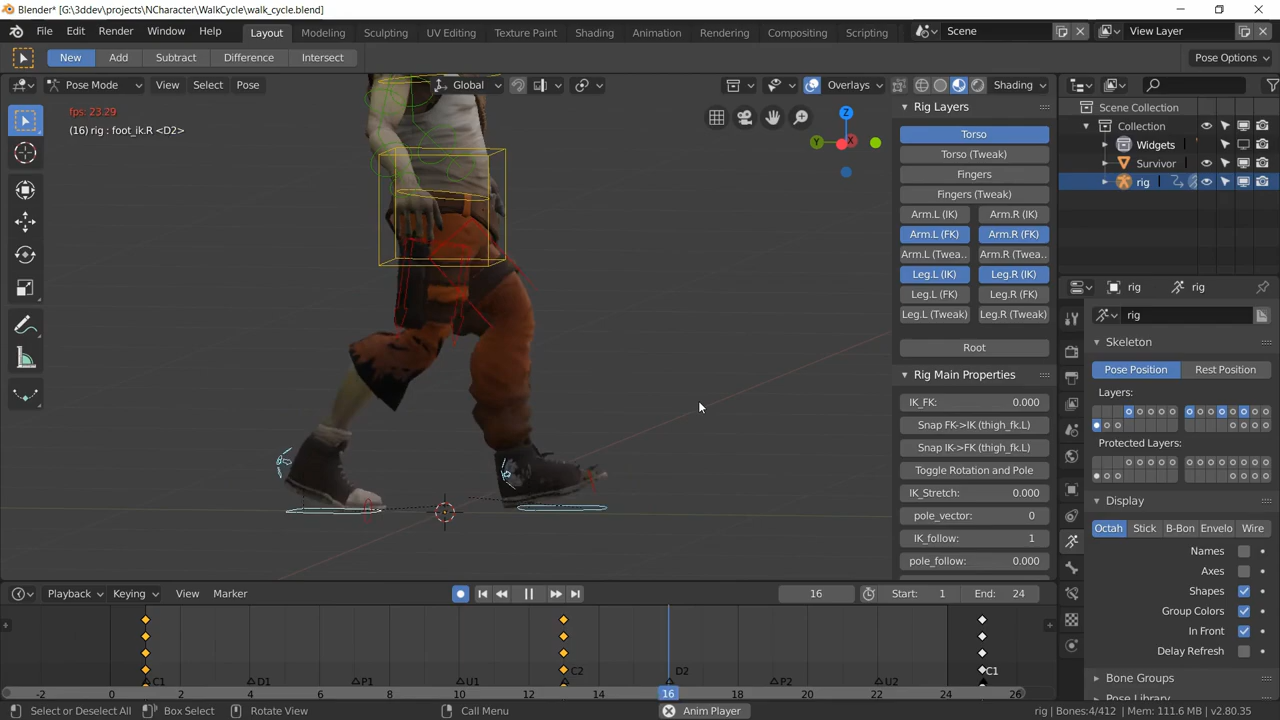 Blender* [G:\3ddev\projects\NCharacter\WalkCycle\walk_cycle.blend]
File Edit Render Window Help Layout Modeling Sculpting UV Editing Texture Paint Shading Animation Rendering Compositing Scripting Scene View Layer
New Add Subtract Difference Intersect Pose Options
Pose Mode View Select Pose Global Overlays Shading
fps: 23.29
(16) rig : foot_ik.R <D2>
Z
Y
X
Rig Layers
Torso
Torso (Tweak)
Fingers
Fingers (Tweak)
Arm.L (IK) Arm.R (IK)
Arm.L (FK) Arm.R (FK)
Arm.L (Twea.. Arm.R (Twea..
Leg.L (IK) Leg.R (IK)
Leg.L (FK) Leg.R (FK)
Leg.L (Tweak) Leg.R (Tweak)
Root
Rig Main Properties
IK_FK: 0.000
Snap FK->IK (thigh_fk.L)
Snap IK->FK (thigh_fk.L)
Toggle Rotation and Pole
IK_Stretch: 0.000
pole_vector: 0
IK_follow: 1
pole_follow: 0.000
Scene Collection
Collection
Widgets
Survivor
rig
rig rig
rig
Skeleton
Pose Position Rest Position
Layers:
Protected Layers:
Display
Octah Stick B-Bon Envelo Wire
Names
Axes
Shapes
Group Colors
In Front
Delay Refresh
Bone Groups
Pose Library
Playback Keying View Marker 16 Start: 1 End: 24
C1 D1 P1 U1 C2 D2 P2 U2 C1
-2 0 2 4 6 8 10 12 14 16 18 20 22 24 26
Select or Deselect All Box Select Rotate View Call Menu Anim Player rig | Bones:4/412 | Mem: 111.6 MB | v2.80.35